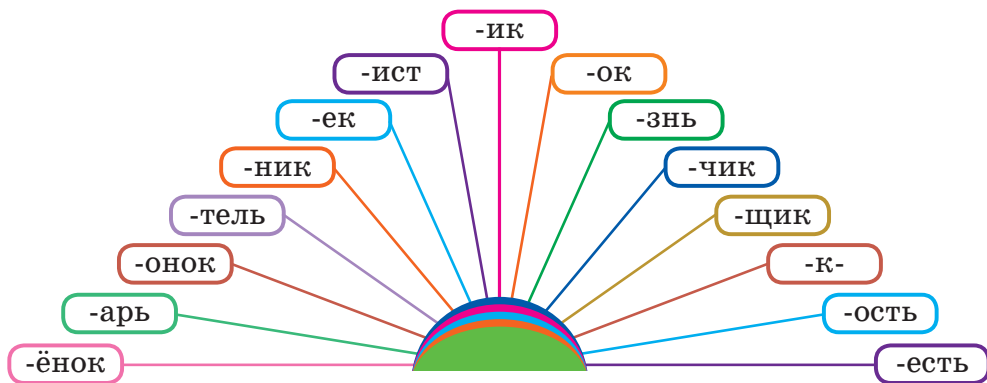 -ик
-ист
-ок
-ек
-знь
-ник
-чик
-тель
-щик
-онок
-к-
-арь
-ость
-ёнок
-есть